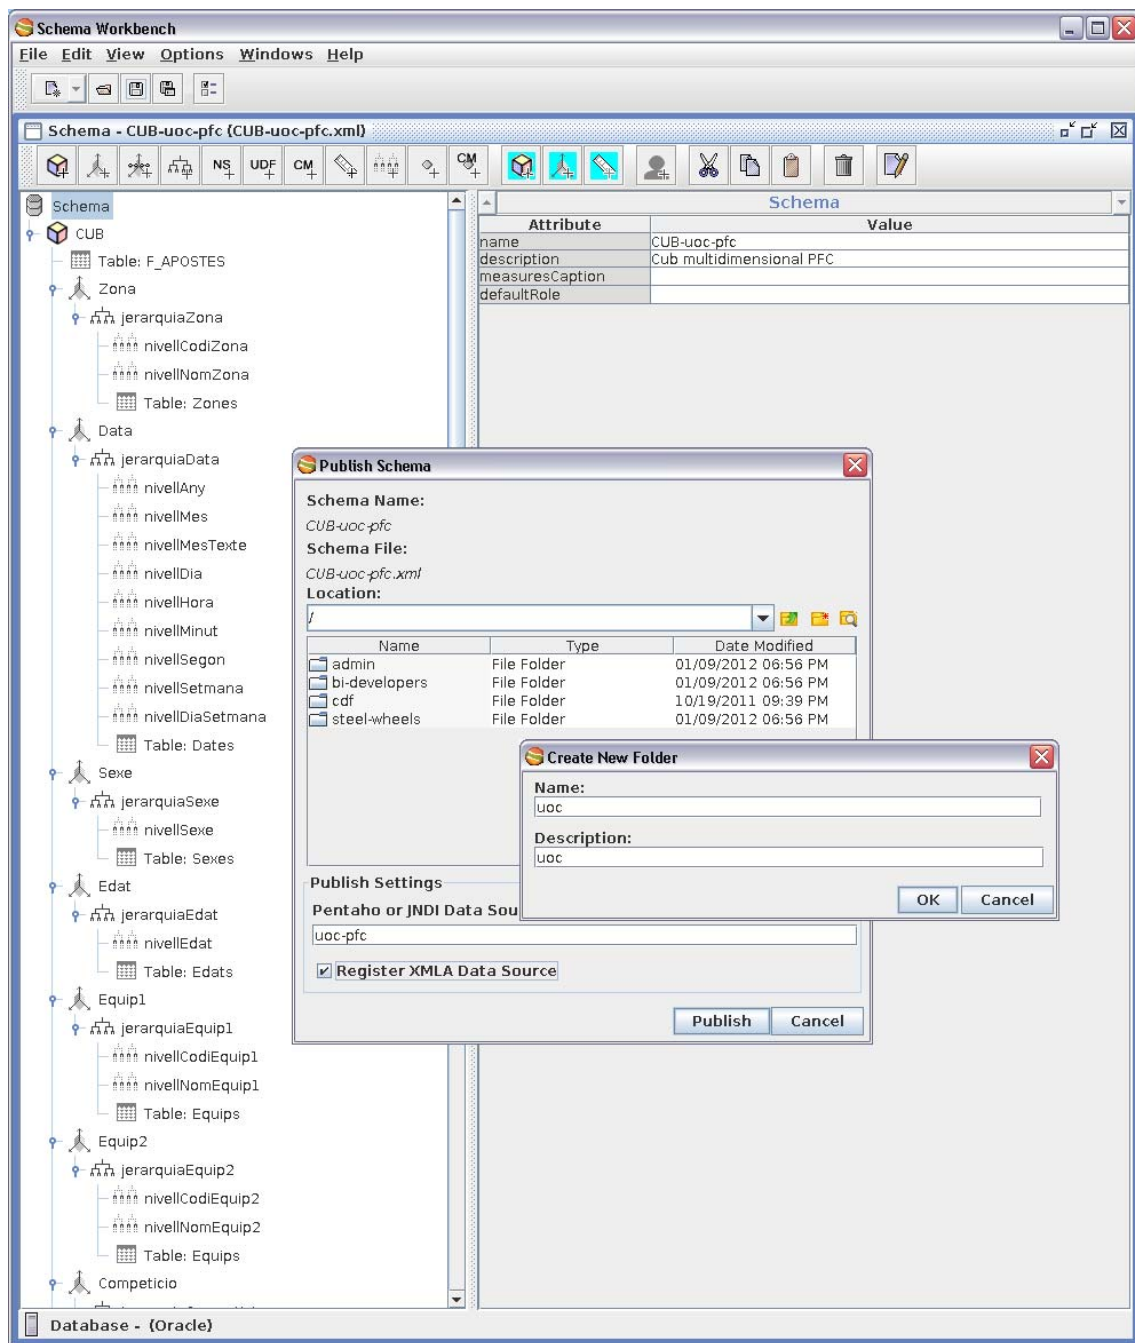 Schema Workbench
File Edit View Options Windows Help
Schema - CUB-uoc-pfc (CUB-uoc-pfc.xml)
NS UDF CM CM
Schema
CUB
Table: F_APOSTES
Zona
jerarquiaZona
nivellCodiZona
nivellNomZona
Table: Zones
Data
jerarquiaData
nivellAny
nivellMes
nivellMesTexte
nivellDia
nivellHora
nivellMinut
nivellSegon
nivellSetmana
nivellDiaSetmana
Table: Dates
Sexe
jerarquiaSexe
nivellSexe
Table: Sexes
Edat
jerarquiaEdat
nivellEdat
Table: Edats
Equip1
jerarquiaEquip1
nivellCodiEquip1
nivellNomEquip1
Table: Equips
Equip2
jerarquiaEquip2
nivellCodiEquip2
nivellNomEquip2
Table: Equips
Competicio
Schema
Attribute Value
name CUB-uoc-pfc
description Cub multidimensional PFC
measuresCaption
defaultRole
Publish Schema
Schema Name:
CUB-uoc-pfc
Schema File:
CUB-uoc-pfc.xml
Location:
/
Name Type Date Modified
admin File Folder 01/09/2012 06:56 PM
bi-developers File Folder 01/09/2012 06:56 PM
cdf File Folder 10/19/2011 09:39 PM
steel-wheels File Folder 01/09/2012 06:56 PM
Publish Settings
Pentaho or JNDI Data Sou
uoc-pfc
Register XMLA Data Source
Publish Cancel
Create New Folder
Name:
uoc
Description:
uoc
OK Cancel
Database - (Oracle)